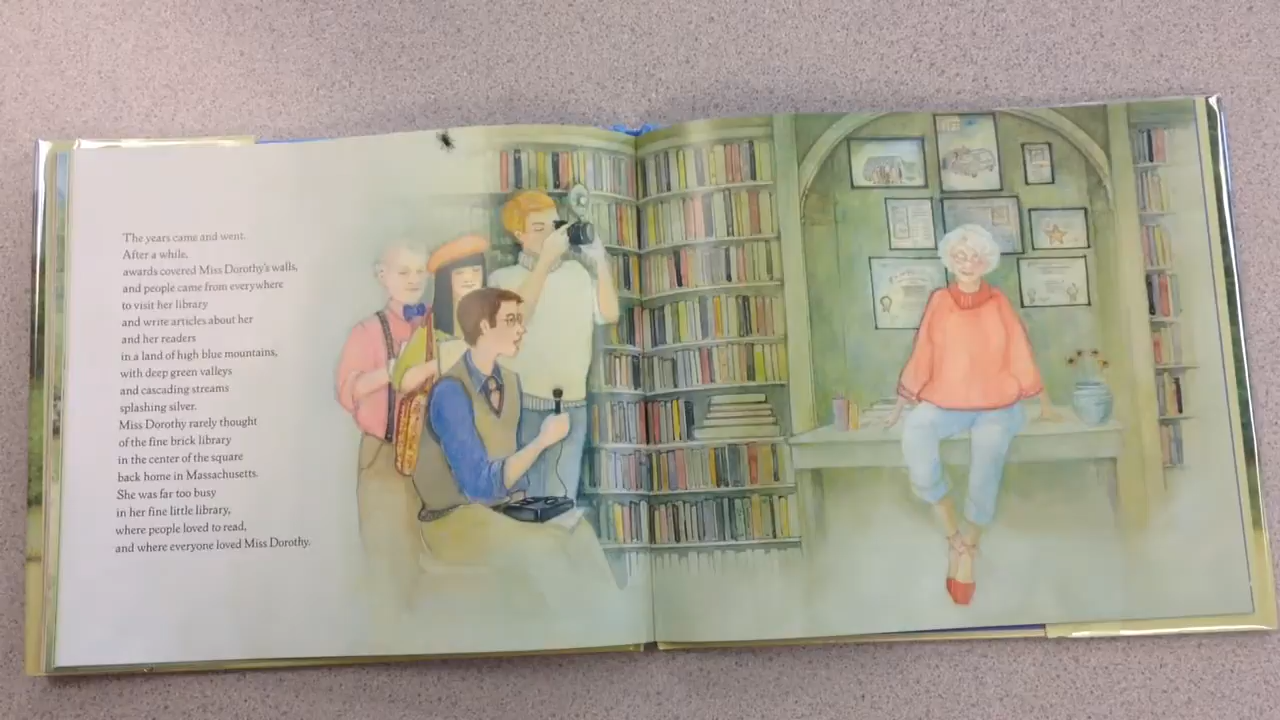 The years came and went.
After a while,
awards covered Miss Dorothy's walls,
and people came from everywhere
to visit her library
and write articles about her
and her readers
in a land of high blue mountains,
with deep green valleys
and cascading streams
splashing silver.
Miss Dorothy rarely thought
of the fine brick library
in the center of the square
back home in Massachusetts.
She was far too busy
in her fine little library,
where people loved to read,
and where everyone loved Miss Dorothy.